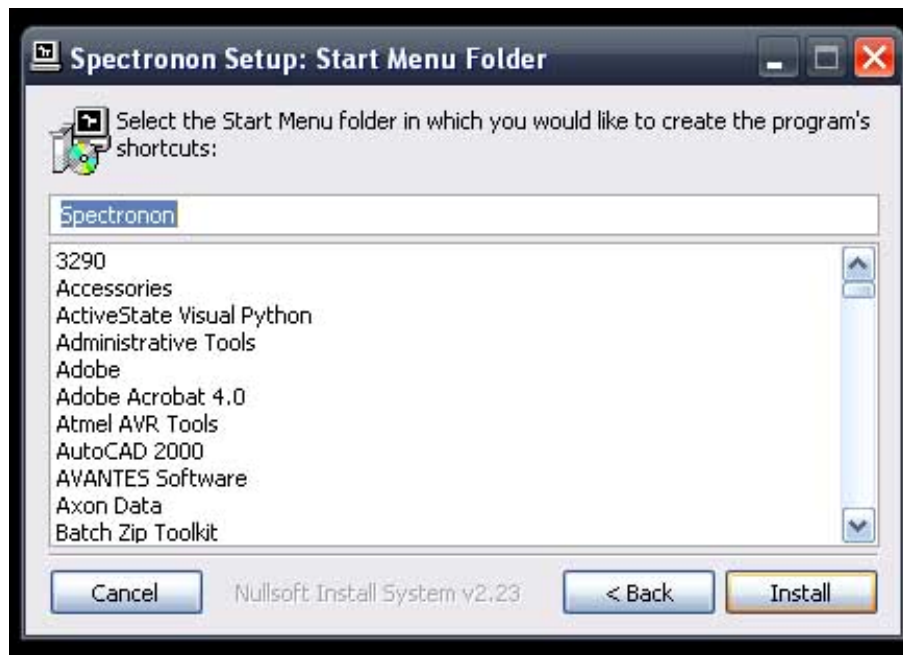 Spectronon Setup: Start Menu Folder
Select the Start Menu folder in which you would like to create the program's
shortcuts:
Spectronon
3290
Accessories
ActiveState Visual Python
Administrative Tools
Adobe
Adobe Acrobat 4.0
Atmel AVR Tools
AutoCAD 2000
AVANTES Software
Axon Data
Batch Zip Toolkit
Cancel
Nullsoft Install System v2.23
< Back
Install